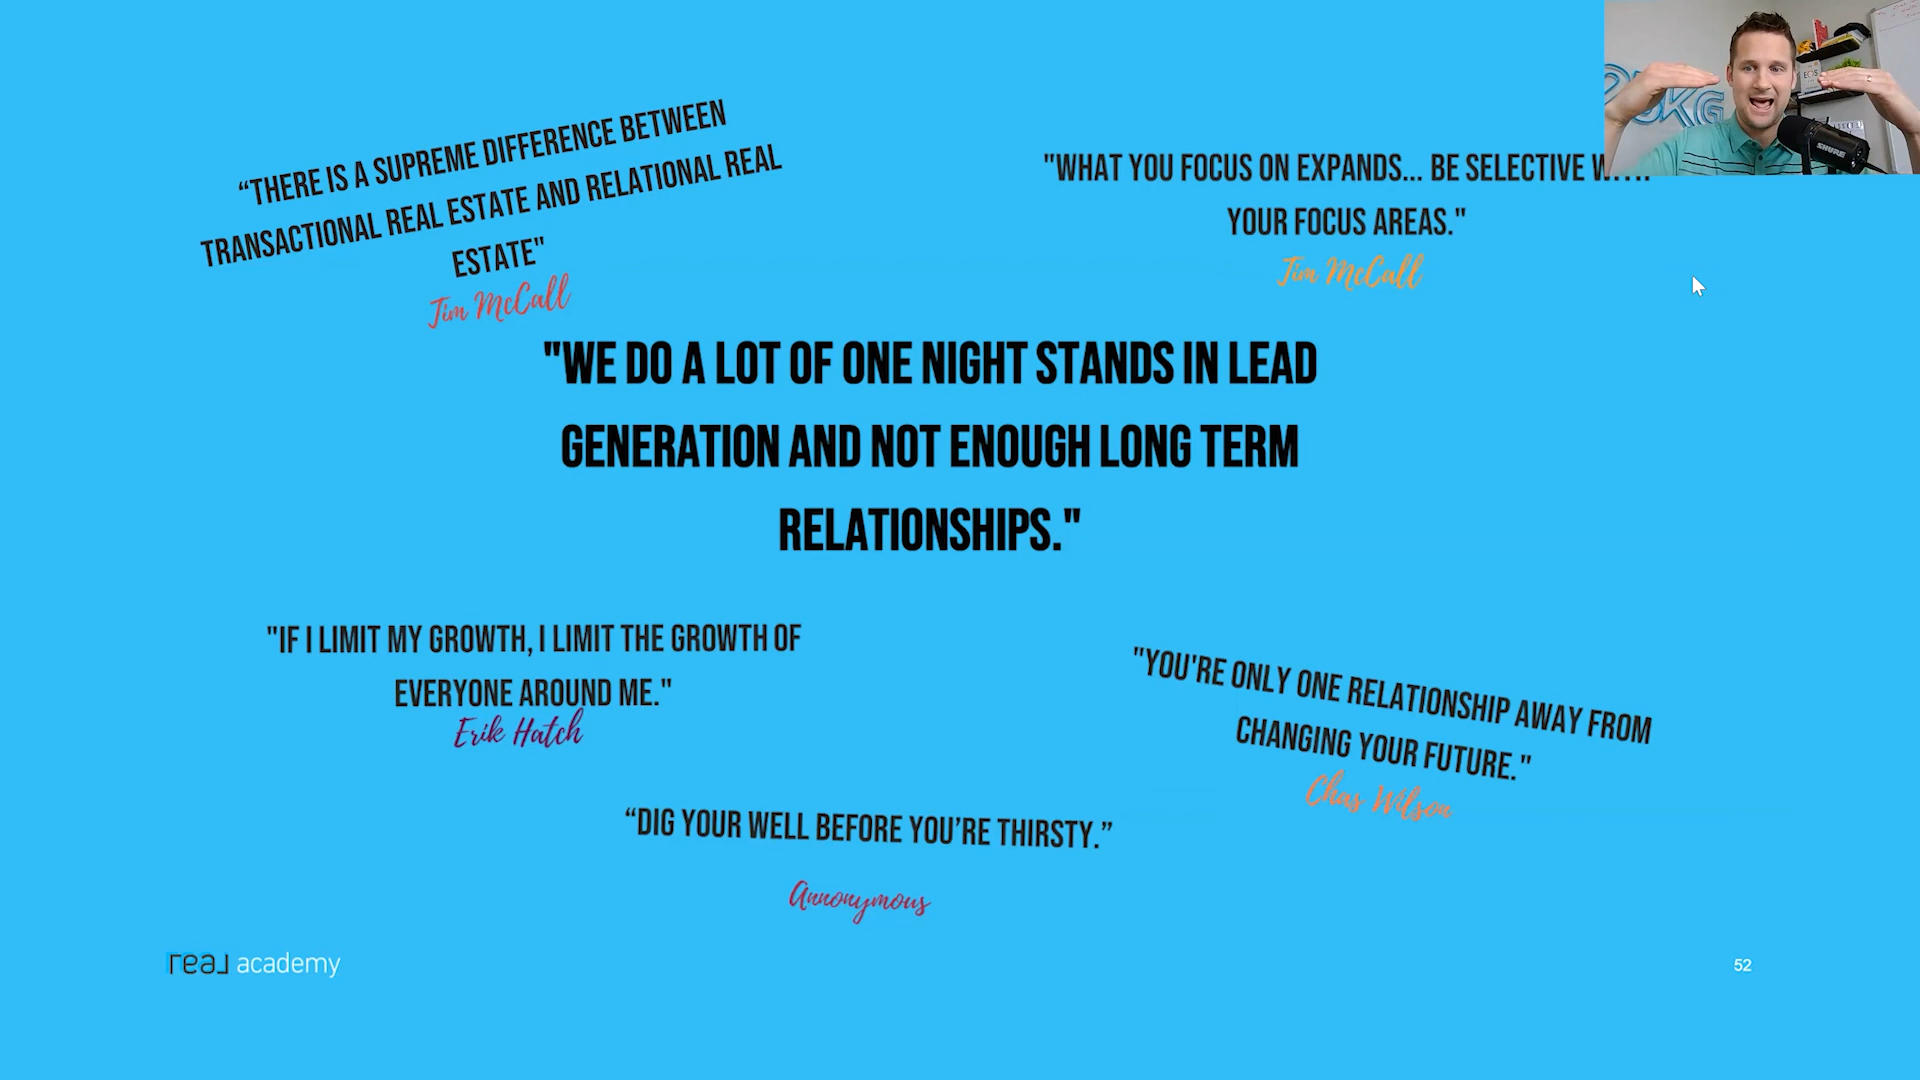 “THERE IS A SUPREME DIFFERENCE BETWEEN
TRANSACTIONAL REAL ESTATE AND RELATIONAL REAL
ESTATE"
Tim McCall
"WHAT YOU FOCUS ON EXPANDS... BE SELECTIVE
YOUR FOCUS AREAS."
Tim McCall
"WE DO A LOT OF ONE NIGHT STANDS IN LEAD
GENERATION AND NOT ENOUGH LONG TERM
RELATIONSHIPS."
"IF I LIMIT MY GROWTH, I LIMIT THE GROWTH OF
EVERYONE AROUND ME."
Erik Hatch
"YOU'RE ONLY ONE RELATIONSHIP AWAY FROM
CHANGING YOUR FUTURE."
Chas Wilson
“DIG YOUR WELL BEFORE YOU’RE THIRSTY.”
Annonymous
real academy
52
SHURE
EOS